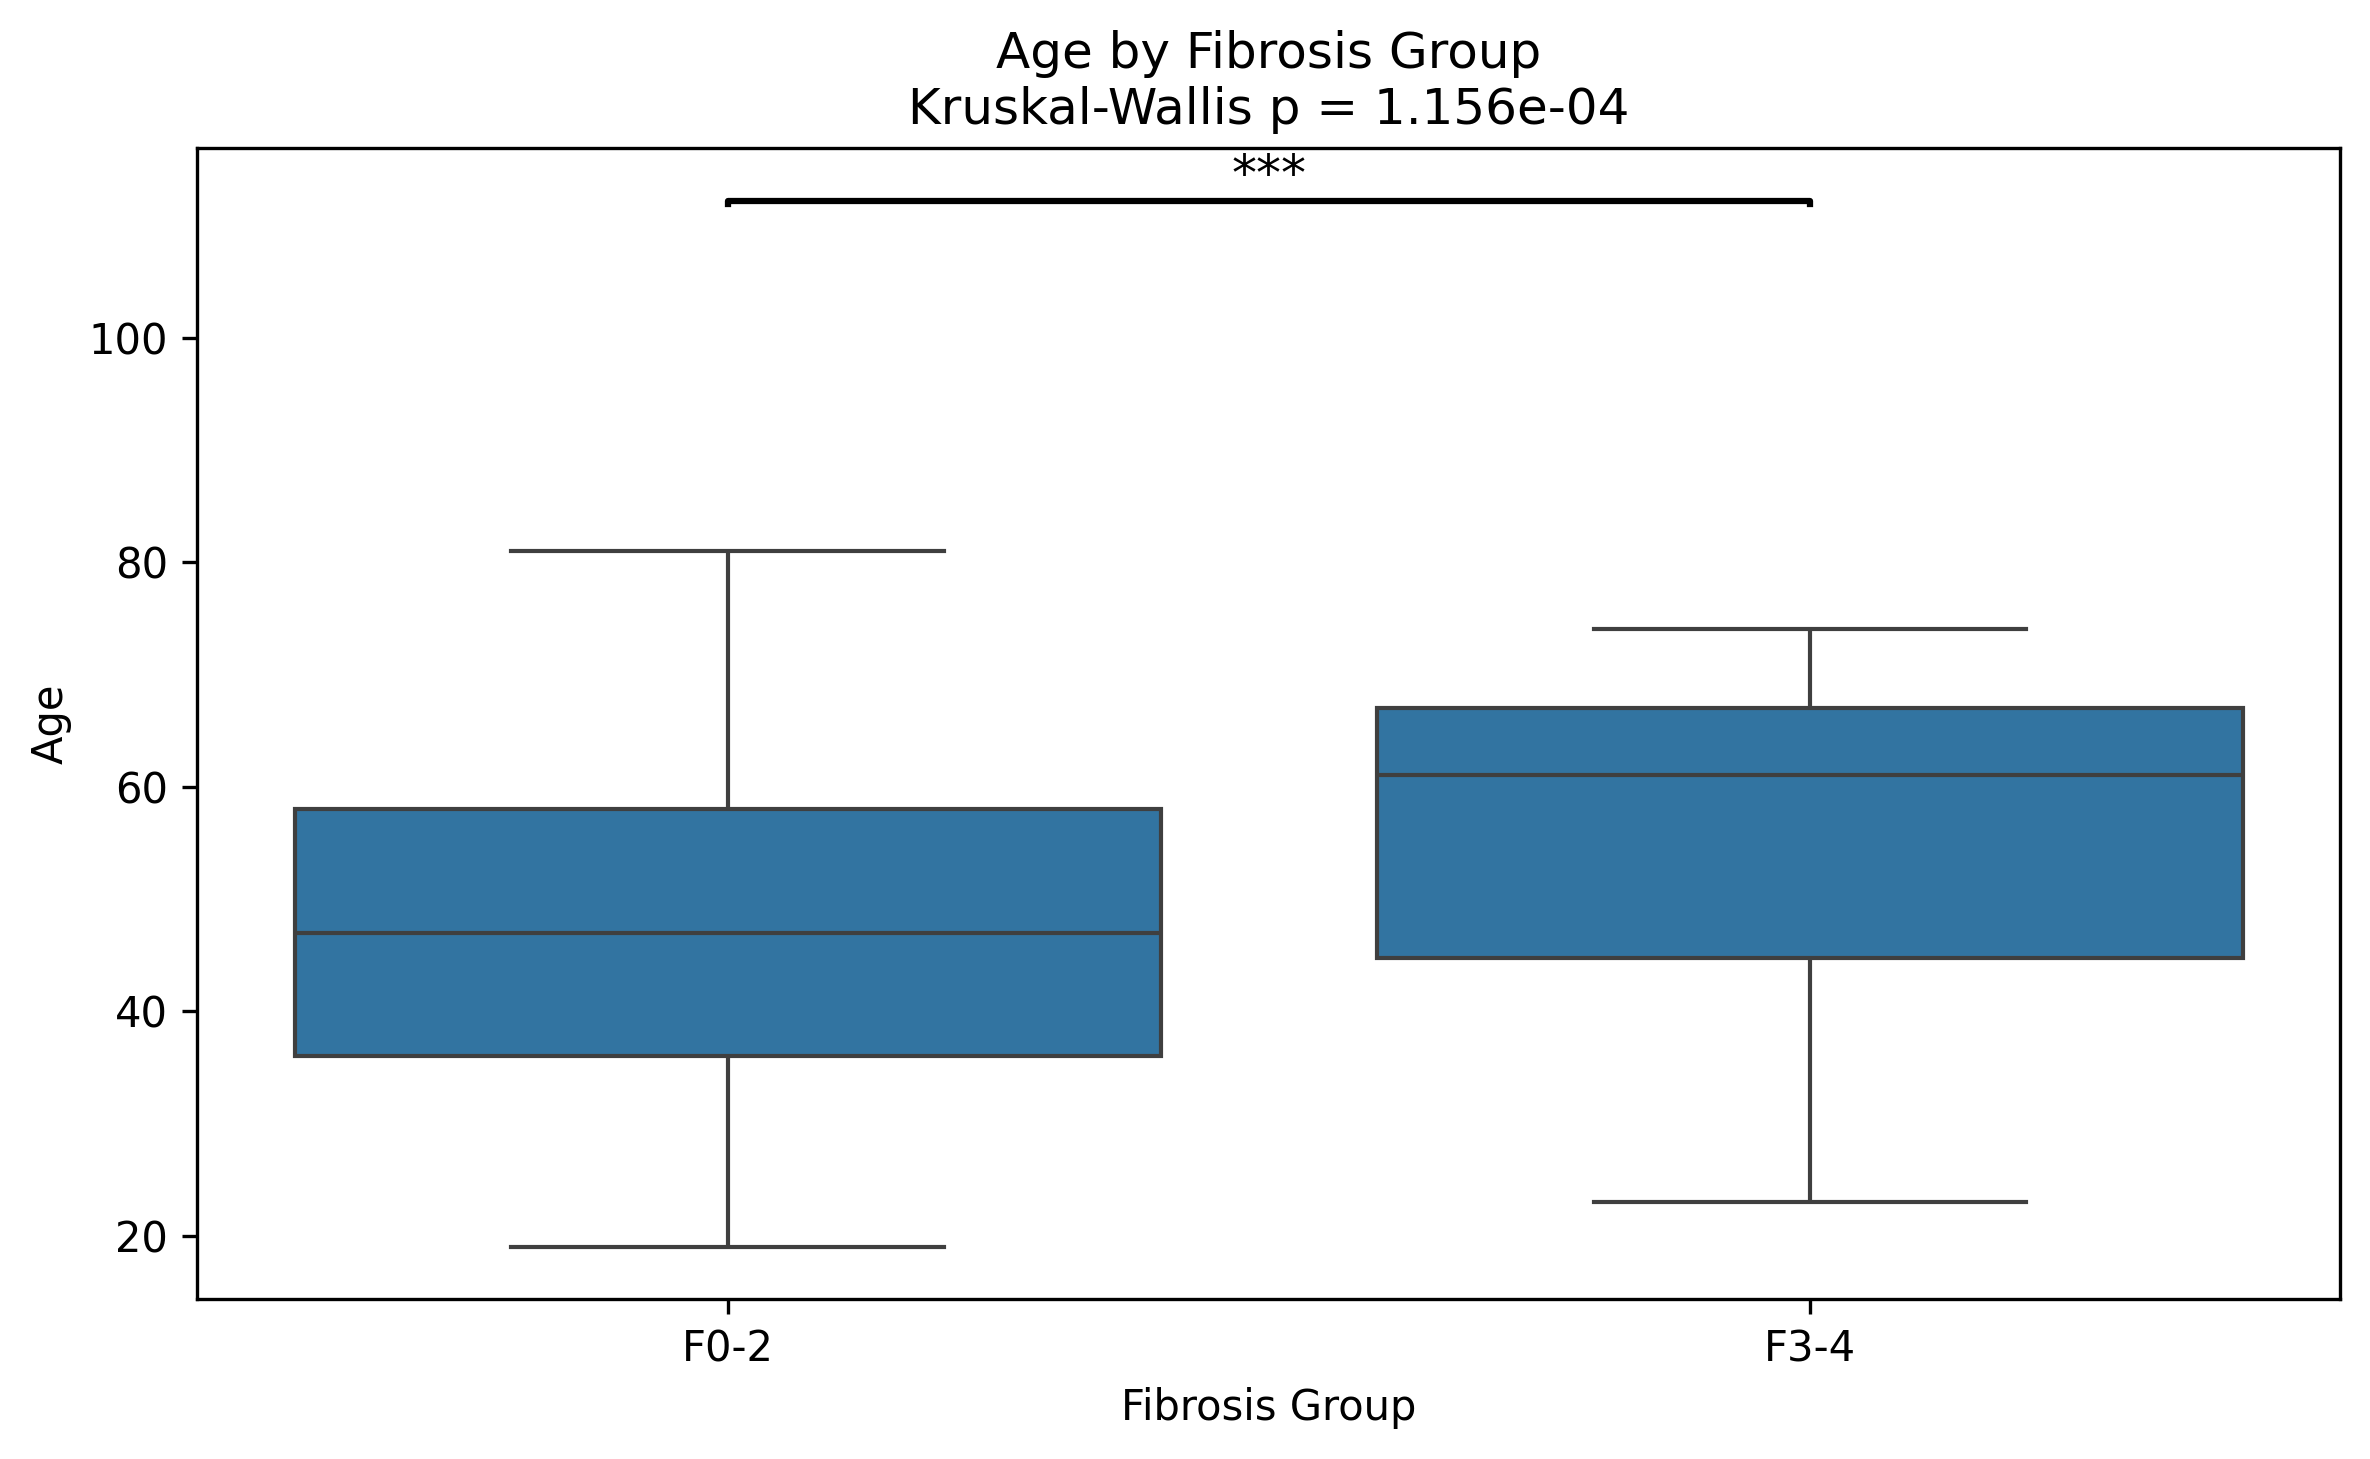 Age by Fibrosis Group
Kruskal-Wallis p = 1.156e-04
***
100
80
60
40
20
Age
F0-2
F3-4
Fibrosis Group